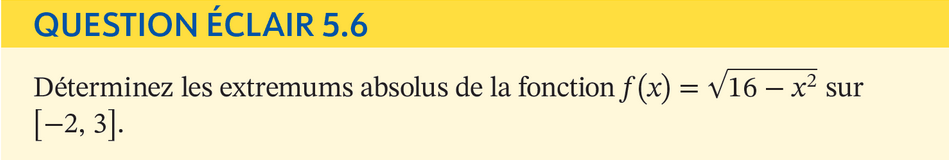 QUESTION ÉCLAIR 5.6
Déterminez les extremums absolus de la fonction f(x) = √(16 − x²) sur
[−2, 3].